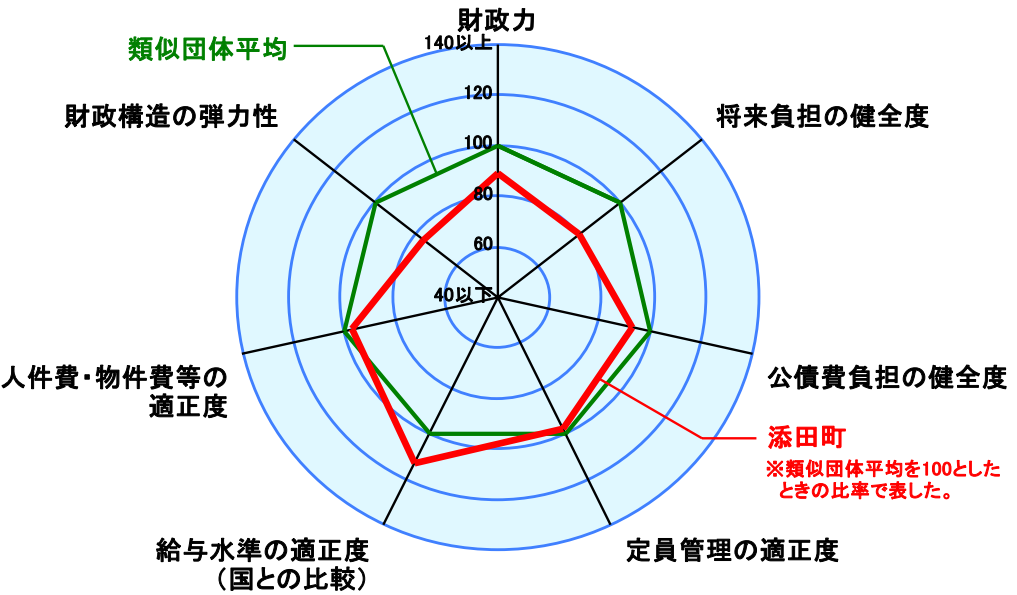 財政力
類似団体平均
140以上
120
財政構造の弾力性
将来負担の健全度
100
80
60
40以下
人件費・物件費等の
適正度
公債費負担の健全度
添田町
※類似団体平均を100とした
ときの比率で表した。
給与水準の適正度
（国との比較）
定員管理の適正度